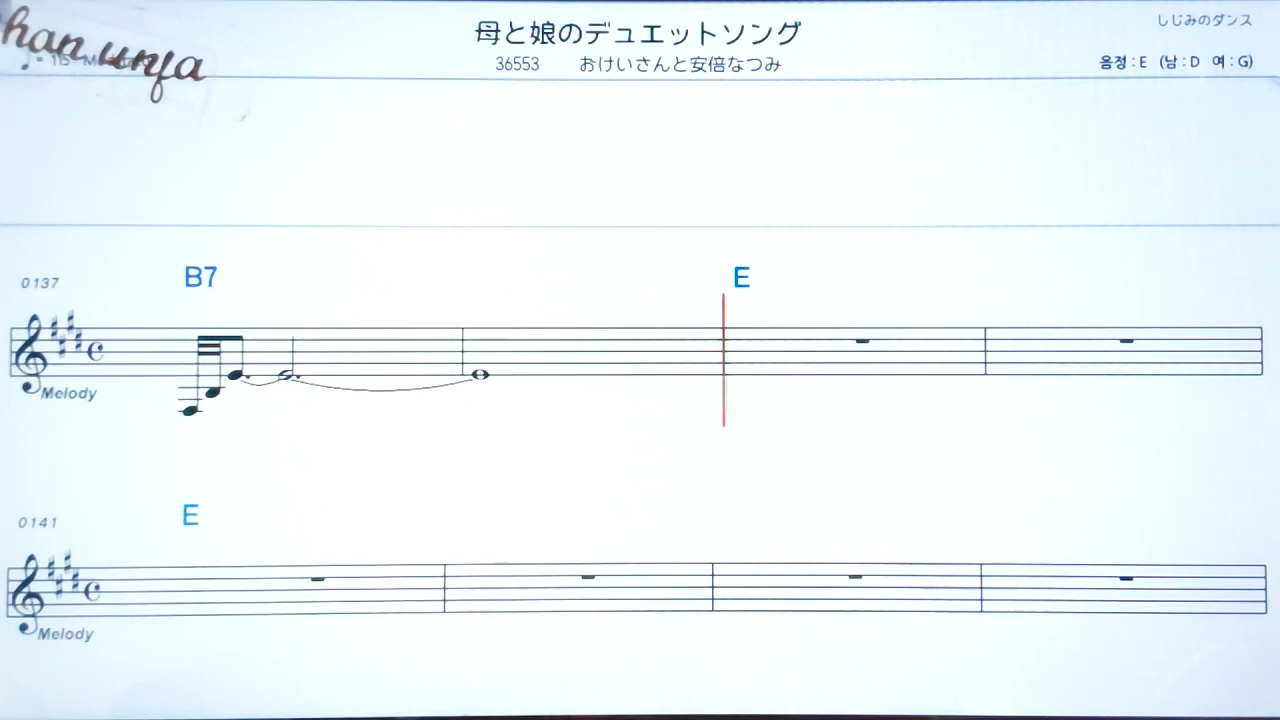 han unfa
母と娘のデュエットソング
しじみのダンス
36553 おけいさんと安倍なつみ
음정 : E (남 : D 여 : G)
0137
B7 E
Melody
0141
E
Melody